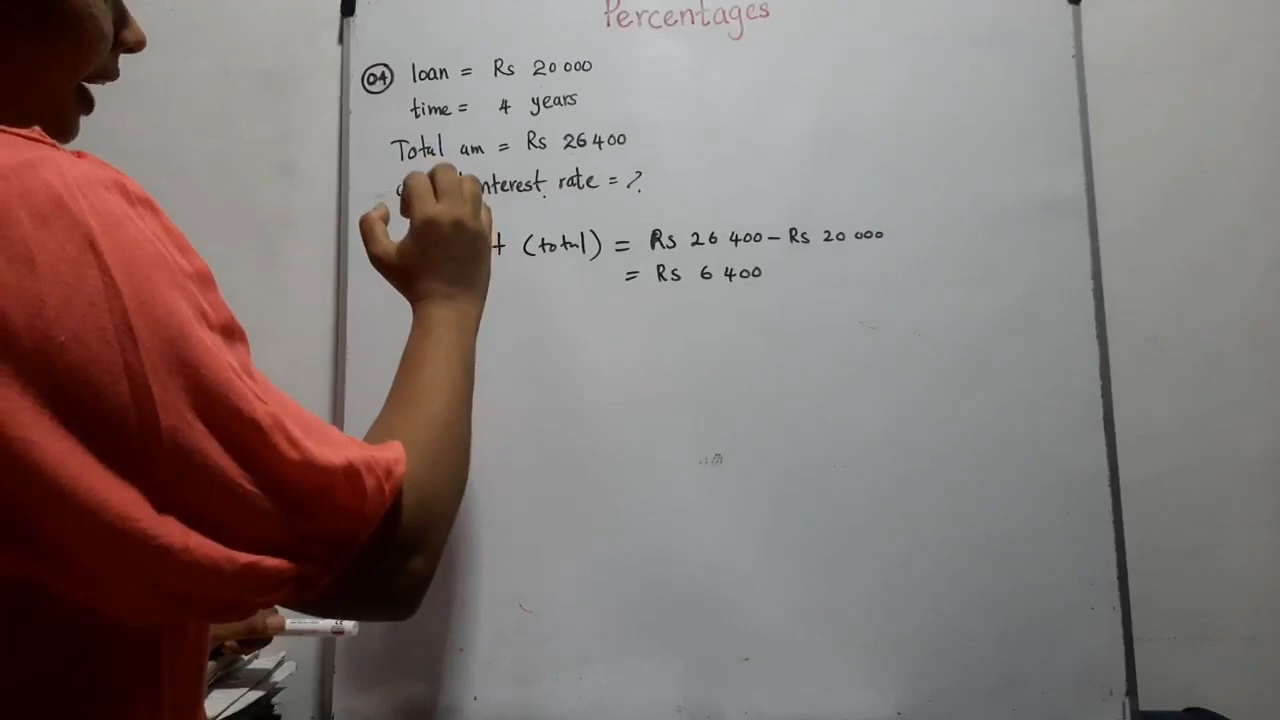 Percentages
04 loan = Rs 20 000
time = 4 years
Total am = Rs 26 400
interest rate = ?
(total) = Rs 26 400 - Rs 20 000
= Rs 6 400